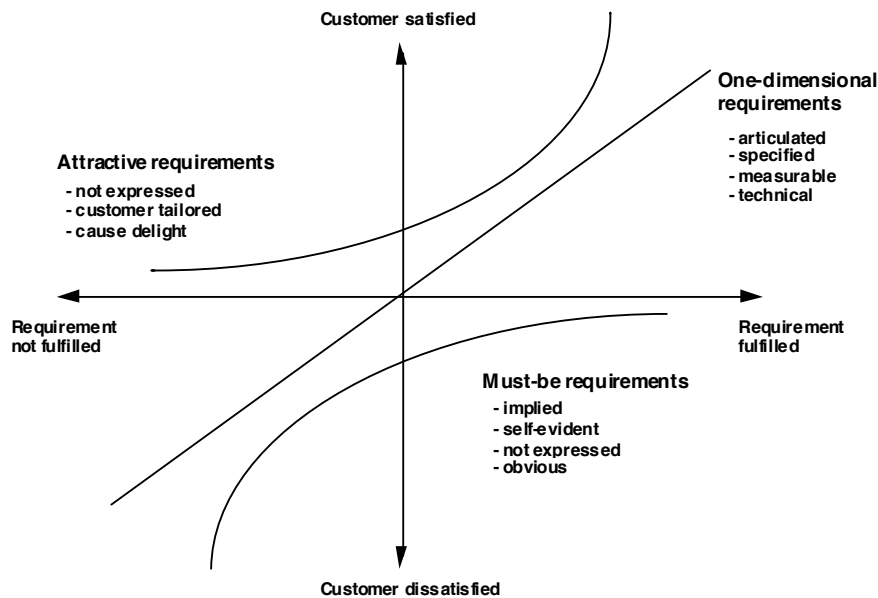 Customer satisfied
One-dimensional
requirements
- articulated
- specified
- measurable
- technical
Attractive requirements
- not expressed
- customer tailored
- cause delight
Requirement
not fulfilled
Requirement
fulfilled
Must-be requirements
- implied
- self-evident
- not expressed
- obvious
Customer dissatisfied